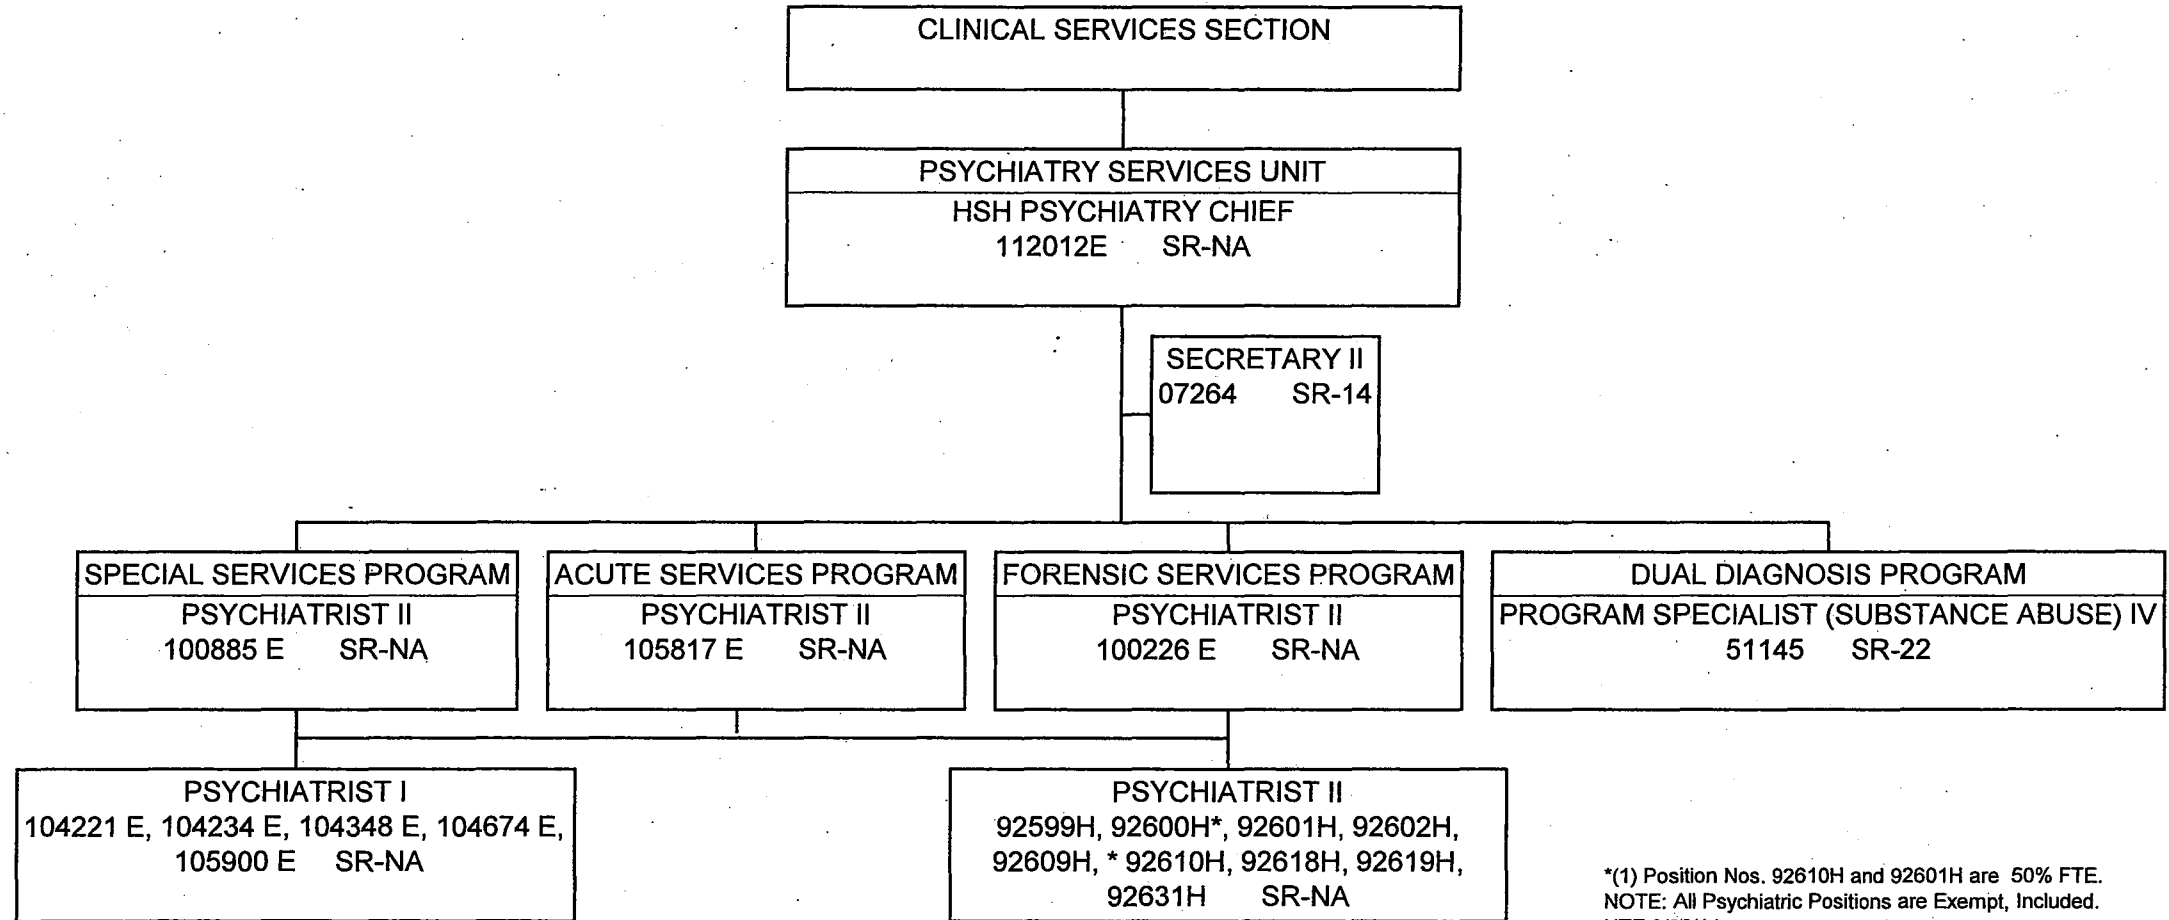 CLINICAL SERVICES SECTION
PSYCHIATRY SERVICES UNIT
HSH PSYCHIATRY CHIEF
112012E SR-NA
SECRETARY II
07264 SR-14
SPECIAL SERVICES PROGRAM
PSYCHIATRIST II
100885 E SR-NA
ACUTE SERVICES PROGRAM
PSYCHIATRIST II
105817 E SR-NA
FORENSIC SERVICES PROGRAM
PSYCHIATRIST II
100226 E SR-NA
DUAL DIAGNOSIS PROGRAM
PROGRAM SPECIALIST (SUBSTANCE ABUSE) IV
51145 SR-22
PSYCHIATRIST I
104221 E, 104234 E, 104348 E, 104674 E,
105900 E SR-NA
PSYCHIATRIST II
92599H, 92600H*, 92601H, 92602H,
92609H, * 92610H, 92618H, 92619H,
92631H SR-NA
*(1) Position Nos. 92610H and 92601H are 50% FTE.
NOTE: All Psychiatric Positions are Exempt, Included.